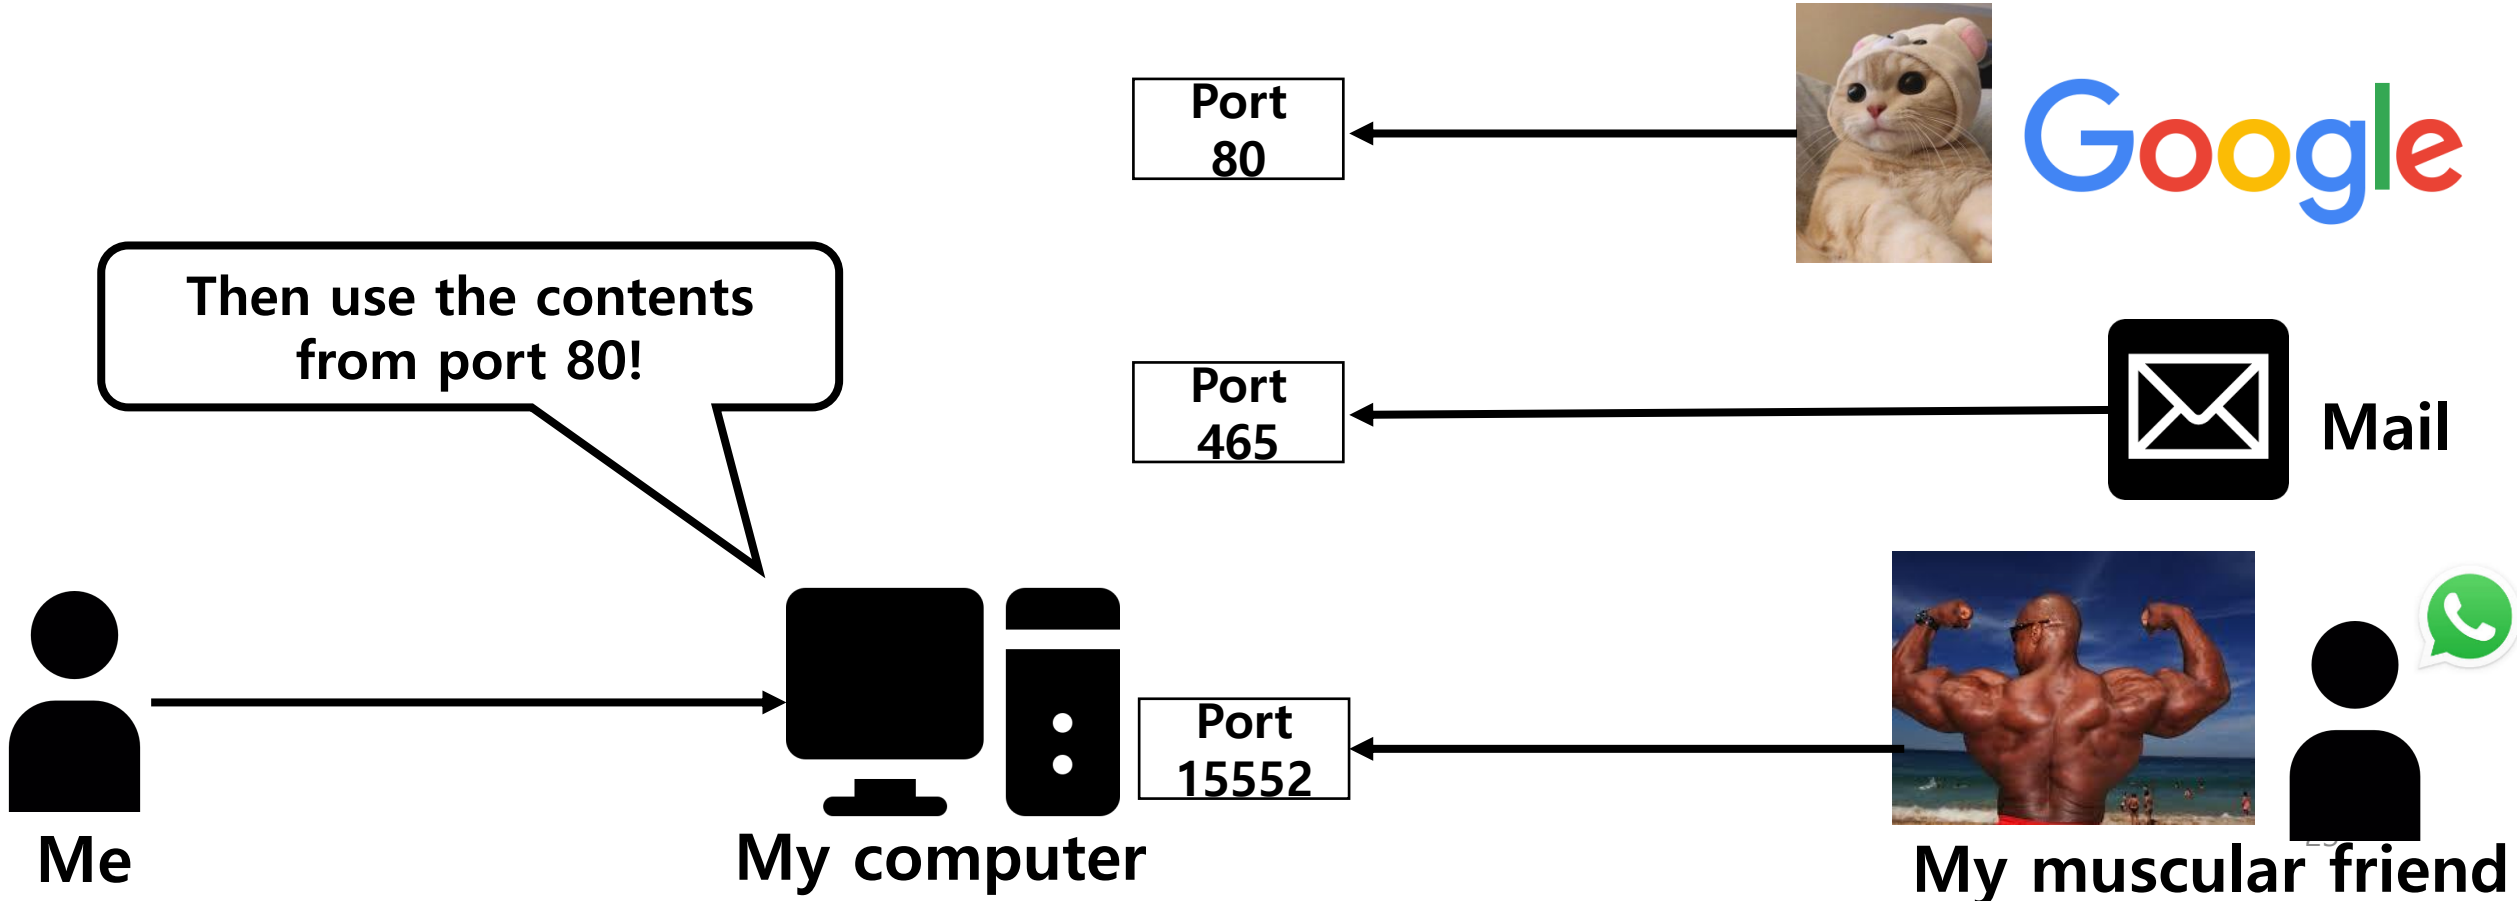 Port
80
Google
Then use the contents
from port 80!
Port
465
Mail
Port
15552
Me
My computer
My muscular friend